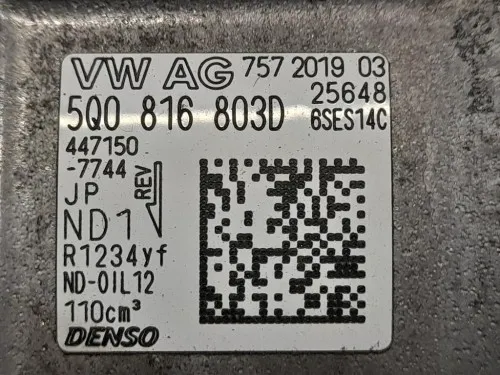 VW AG 757 2019 03
25648
5Q0 816 803D 6SES14C
447150
-7744
JP
REV
ND1
R1234yf
ND-OIL12
110cm³
DENSO